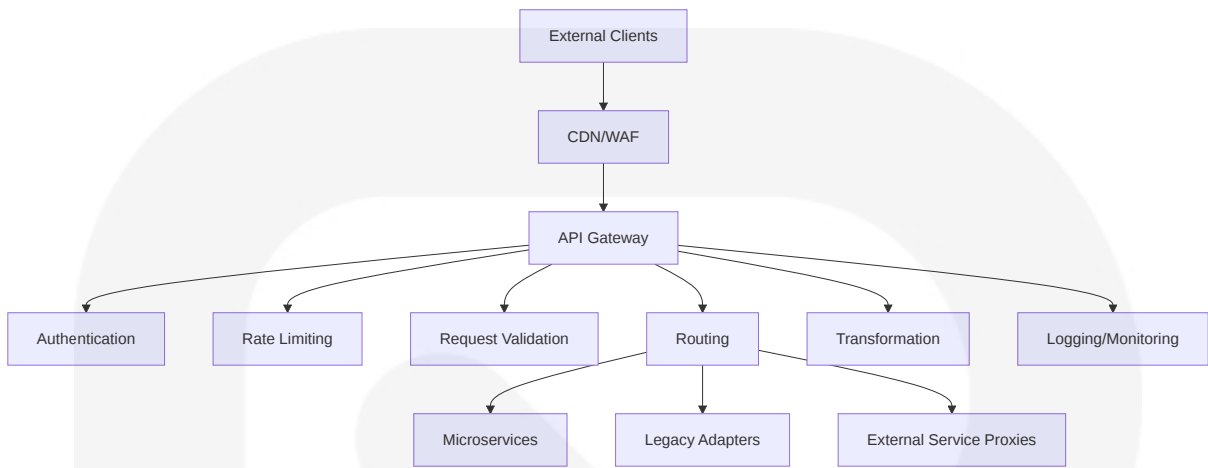 External Clients
CDN/WAF
API Gateway
Authentication
Rate Limiting
Request Validation
Routing
Transformation
Logging/Monitoring
Microservices
Legacy Adapters
External Service Proxies